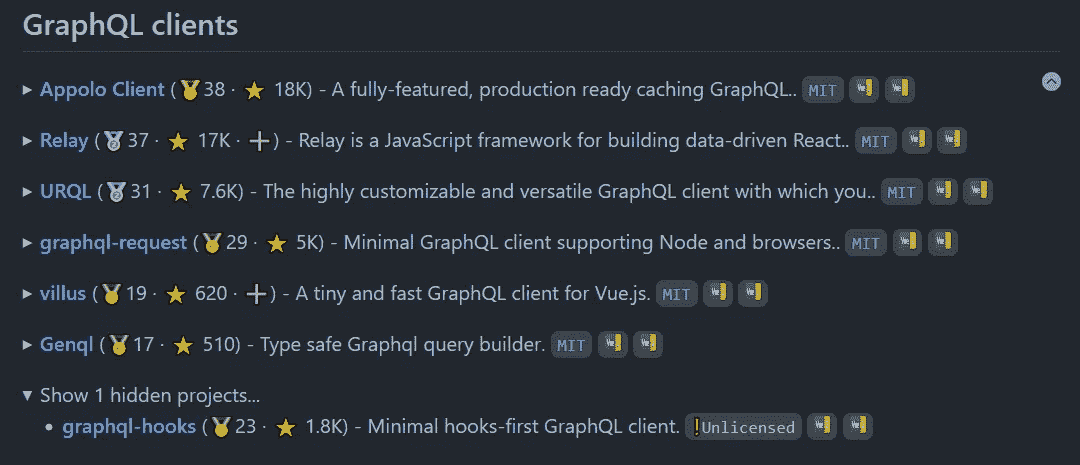 GraphQL clients
Appolo Client (38 · 18K) - A fully-featured, production ready caching GraphQL.. MIT
Relay (37 · 17K · +) - Relay is a JavaScript framework for building data-driven React.. MIT
URQL (31 · 7.6K) - The highly customizable and versatile GraphQL client with which you.. MIT
graphql-request (29 · 5K) - Minimal GraphQL client supporting Node and browsers.. MIT
villus (19 · 620 · +) - A tiny and fast GraphQL client for Vue.js. MIT
Genql (17 · 510) - Type safe Graphql query builder. MIT
Show 1 hidden projects...
graphql-hooks (23 · 1.8K) - Minimal hooks-first GraphQL client. !Unlicensed